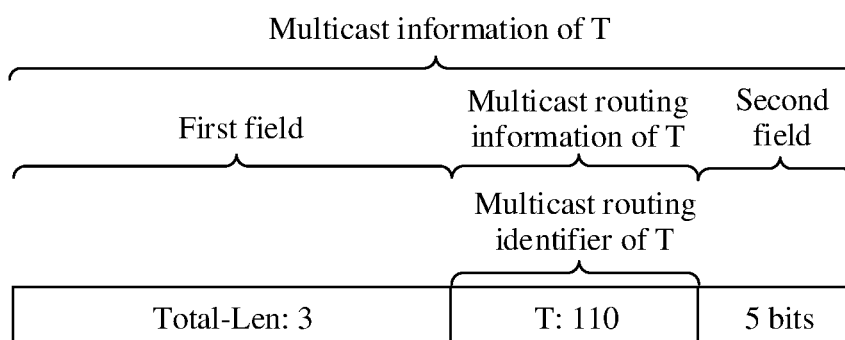 Multicast information of T
First field
Multicast routing
information of T
Second
field
Multicast routing
identifier of T
Total-Len: 3
T: 110
5 bits